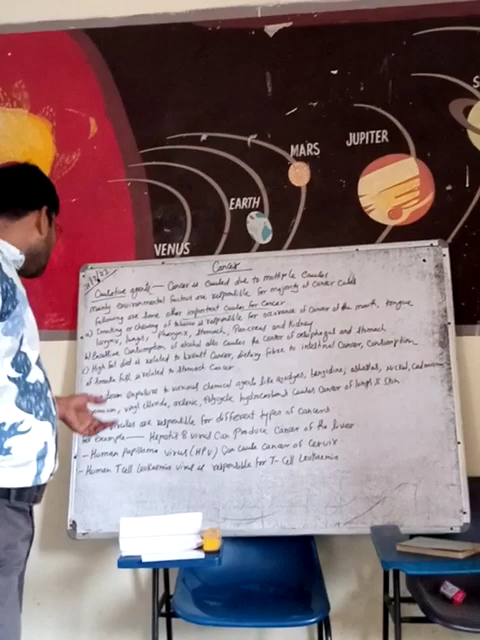 MARS
JUPITER
S
EARTH
VENUS
Cancer
Causative agents — Cancer is caused due to multiple causes
mainly environmental factors are responsible for majority of cancer cases
Following are some other important causes for cancer
a) Smoking or chewing of tobacco is responsible for occurance of cancer of the mouth, tongue
larynx, lungs, Pharynx, Stomach, Pancreas and Kidney
b) Excessive Consumption of alcohol also causes the cancer of oesophagus and stomach
c) High fat diet is related to breast cancer, dietary fibre to intestinal cancer, consumption
of smoke fish is related to stomach cancer
exposure to various chemical agents like benzidine, asbestos, nickel, cadmium
vinyl chloride, arsenic, Polycyclic hydrocarbons causes cancer of lungs & skin
viruses are responsible for different types of cancers
for example — Hepatitis B virus can Produce cancer of the liver
- Human Papilloma virus (HPV) can cause cancer of cervix
- Human T cell Leukaemia virus is responsible for T-Cell leukaemia